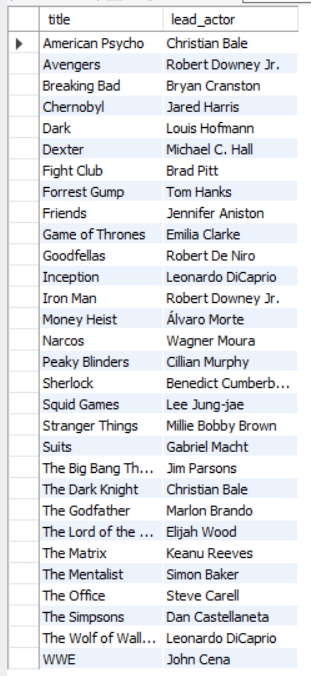 title lead_actor
American Psycho Christian Bale
Avengers Robert Downey Jr.
Breaking Bad Bryan Cranston
Chernobyl Jared Harris
Dark Louis Hofmann
Dexter Michael C. Hall
Fight Club Brad Pitt
Forrest Gump Tom Hanks
Friends Jennifer Aniston
Game of Thrones Emilia Clarke
Goodfellas Robert De Niro
Inception Leonardo DiCaprio
Iron Man Robert Downey Jr.
Money Heist Álvaro Morte
Narcos Wagner Moura
Peaky Blinders Cillian Murphy
Sherlock Benedict Cumberb...
Squid Games Lee Jung-jae
Stranger Things Millie Bobby Brown
Suits Gabriel Macht
The Big Bang Th... Jim Parsons
The Dark Knight Christian Bale
The Godfather Marlon Brando
The Lord of the ... Elijah Wood
The Matrix Keanu Reeves
The Mentalist Simon Baker
The Office Steve Carell
The Simpsons Dan Castellaneta
The Wolf of Wall... Leonardo DiCaprio
WWE John Cena